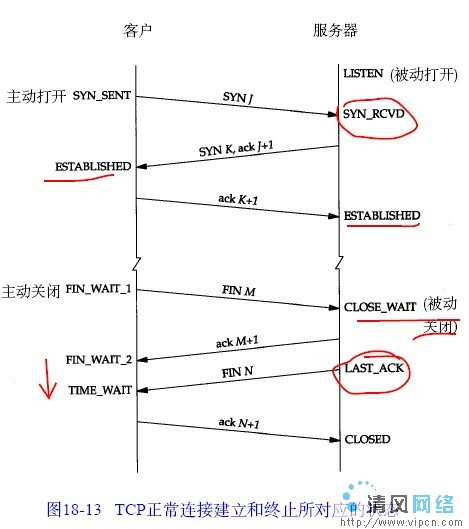 客户 服务器
LISTEN (被动打开)
主动打开 SYN_SENT
SYN J
SYN_RCVD
SYN K, ack J+1
ESTABLISHED
ack K+1
ESTABLISHED
主动关闭 FIN_WAIT_1
FIN M
CLOSE_WAIT (被动
关闭)
ack M+1
FIN_WAIT_2
FIN N
LAST_ACK
TIME_WAIT
ack N+1
CLOSED
图18-13 TCP正常连接建立和终止所对应的状态
清风网络
www.vipcn.com